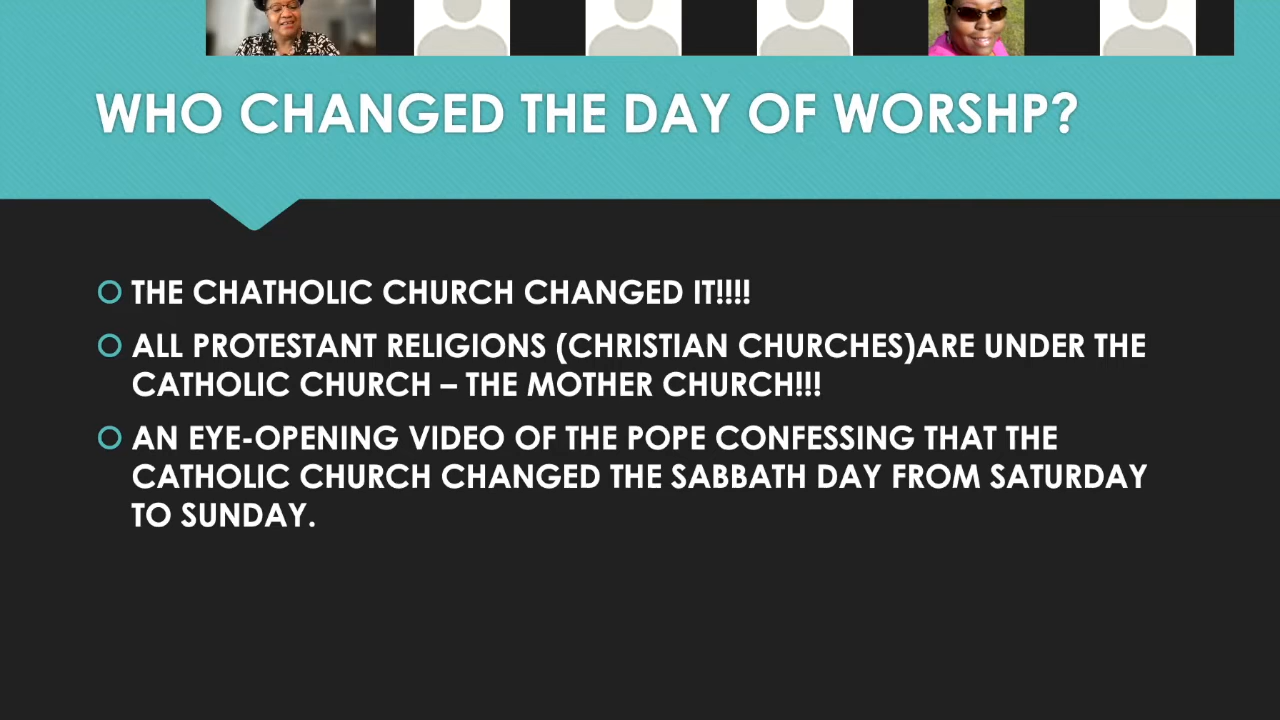 WHO CHANGED THE DAY OF WORSHP?
THE CHATHOLIC CHURCH CHANGED IT!!!!
ALL PROTESTANT RELIGIONS (CHRISTIAN CHURCHES)ARE UNDER THE
CATHOLIC CHURCH – THE MOTHER CHURCH!!!
AN EYE-OPENING VIDEO OF THE POPE CONFESSING THAT THE
CATHOLIC CHURCH CHANGED THE SABBATH DAY FROM SATURDAY
TO SUNDAY.